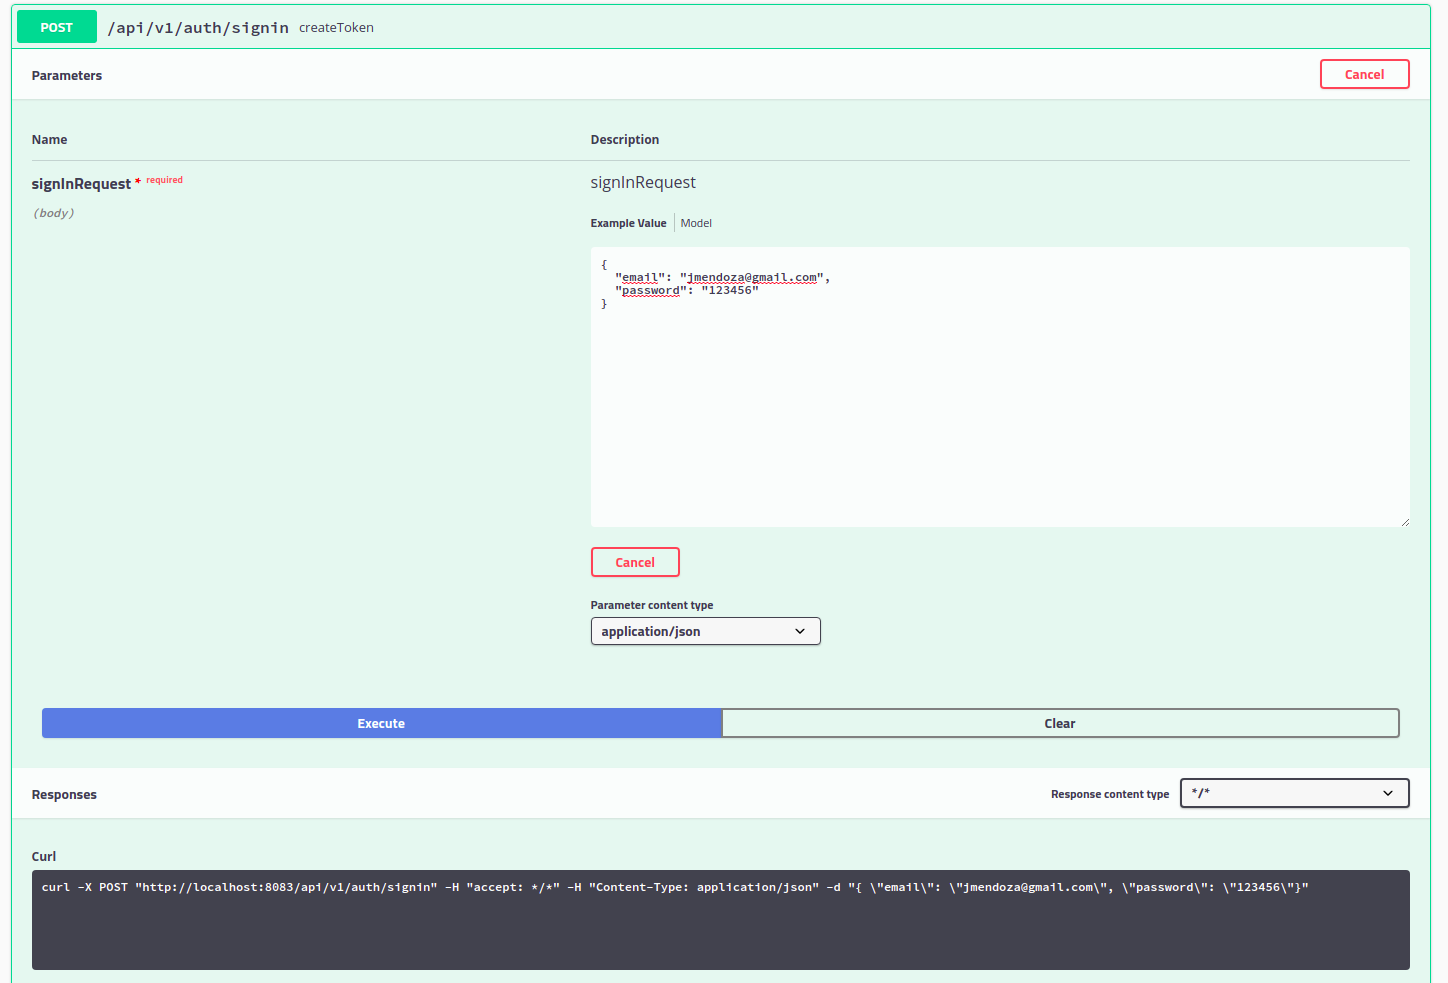 POST /api/v1/auth/signin createToken
Parameters
Cancel
Name
Description
signInRequest * required
(body)
signInRequest
Example Value Model
{
"email": "jmendoza@gmail.com",
"password": "123456"
}
Cancel
Parameter content type
application/json
Execute
Clear
Responses
Response content type
*/*
Curl
curl -X POST "http://localhost:8083/api/v1/auth/signin" -H "accept: */*" -H "Content-Type: application/json" -d "{ \"email\": \"jmendoza@gmail.com\", \"password\": \"123456\"}"